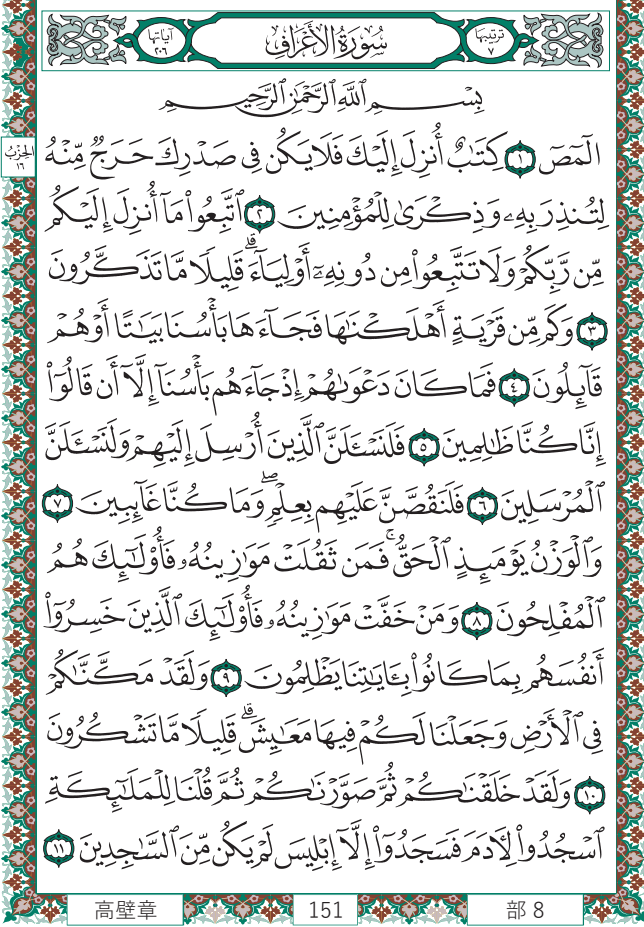 ترتيبها ٧ سُورَةُ الأَعۡرَافِ آياتها ٢٠٦
بِسۡمِ ٱللَّهِ ٱلرَّحۡمَٰنِ ٱلرَّحِيمِ
الٓمٓصٓ ١ كِتَٰبٌ أُنزِلَ إِلَيۡكَ فَلَا يَكُن فِي صَدۡرِكَ حَرَجٞ مِّنۡهُ
الحِزْبُ ١٦
لِتُنذِرَ بِهِۦ وَذِكۡرَىٰ لِلۡمُؤۡمِنِينَ ٢ ٱتَّبِعُواْ مَآ أُنزِلَ إِلَيۡكُم
مِّن رَّبِّكُمۡ وَلَا تَتَّبِعُواْ مِن دُونِهِۦٓ أَوۡلِيَآءَۗ قَلِيلٗا مَّا تَذَكَّرُونَ
٣ وَكَم مِّن قَرۡيَةٍ أَهۡلَكۡنَٰهَا فَجَآءَهَا بَأۡسُنَا بَيَٰتًا أَوۡ هُمۡ
قَآئِلُونَ ٤ فَمَا كَانَ دَعۡوَىٰهُمۡ إِذۡ جَآءَهُم بَأۡسُنَآ إِلَّآ أَن قَالُوٓاْ
إِنَّا كُنَّا ظَٰلِمِينَ ٥ فَلَنَسۡـَٔلَنَّ ٱلَّذِينَ أُرۡسِلَ إِلَيۡهِمۡ وَلَنَسۡـَٔلَنَّ
ٱلۡمُرۡسَلِينَ ٦ فَلَنَقُصَّنَّ عَلَيۡهِم بِعِلۡمٖۖ وَمَا كُنَّا غَآئِبِينَ ٧
وَٱلۡوَزۡنُ يَوۡمَئِذٍ ٱلۡحَقُّۚ فَمَن ثَقُلَتۡ مَوَٰزِينُهُۥ فَأُوْلَٰٓئِكَ هُمُ
ٱلۡمُفۡلِحُونَ ٨ وَمَنۡ خَفَّتۡ مَوَٰزِينُهُۥ فَأُوْلَٰٓئِكَ ٱلَّذِينَ خَسِرُوٓاْ
أَنفُسَهُم بِمَا كَانُواْ بِـَٔايَٰتِنَا يَظۡلِمُونَ ٩ وَلَقَدۡ مَكَّنَّٰكُمۡ
فِي ٱلۡأَرۡضِ وَجَعَلۡنَا لَكُمۡ فِيهَا مَعَٰيِشَۗ قَلِيلٗا مَّا تَشۡكُرُونَ
١٠ وَلَقَدۡ خَلَقۡنَٰكُمۡ ثُمَّ صَوَّرۡنَٰكُمۡ ثُمَّ قُلۡنَا لِلۡمَلَٰٓئِكَةِ
ٱسۡجُدُواْ لِأٓدَمَ فَسَجَدُوٓاْ إِلَّآ إِبۡلِيسَ لَمۡ يَكُن مِّنَ ٱلسَّٰجِدِينَ ١١
高壁章 151 部 8